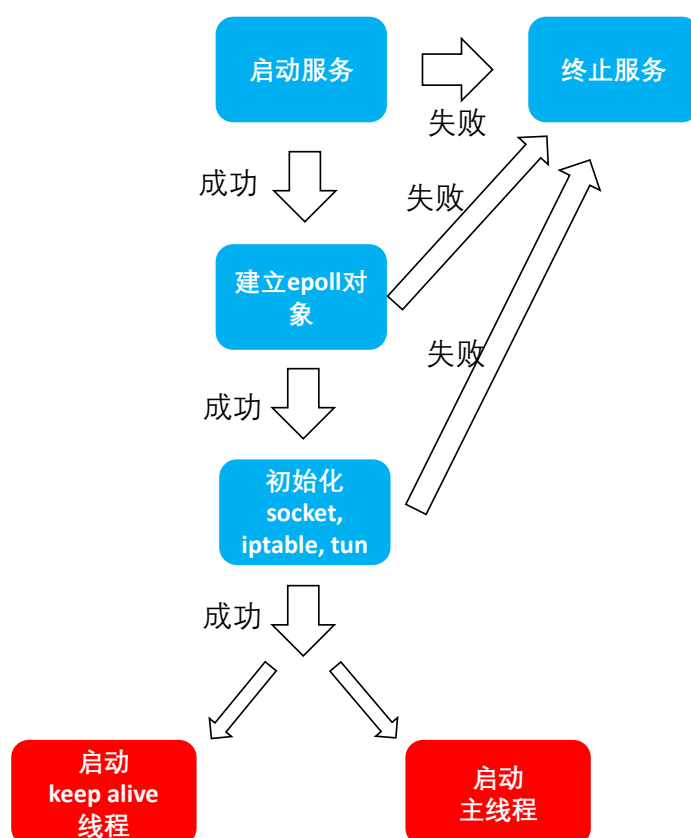 启动服务
终止服务
失败
成功
失败
建立epoll对
象
失败
成功
初始化
socket,
iptable, tun
成功
启动
keep alive
线程
启动
主线程